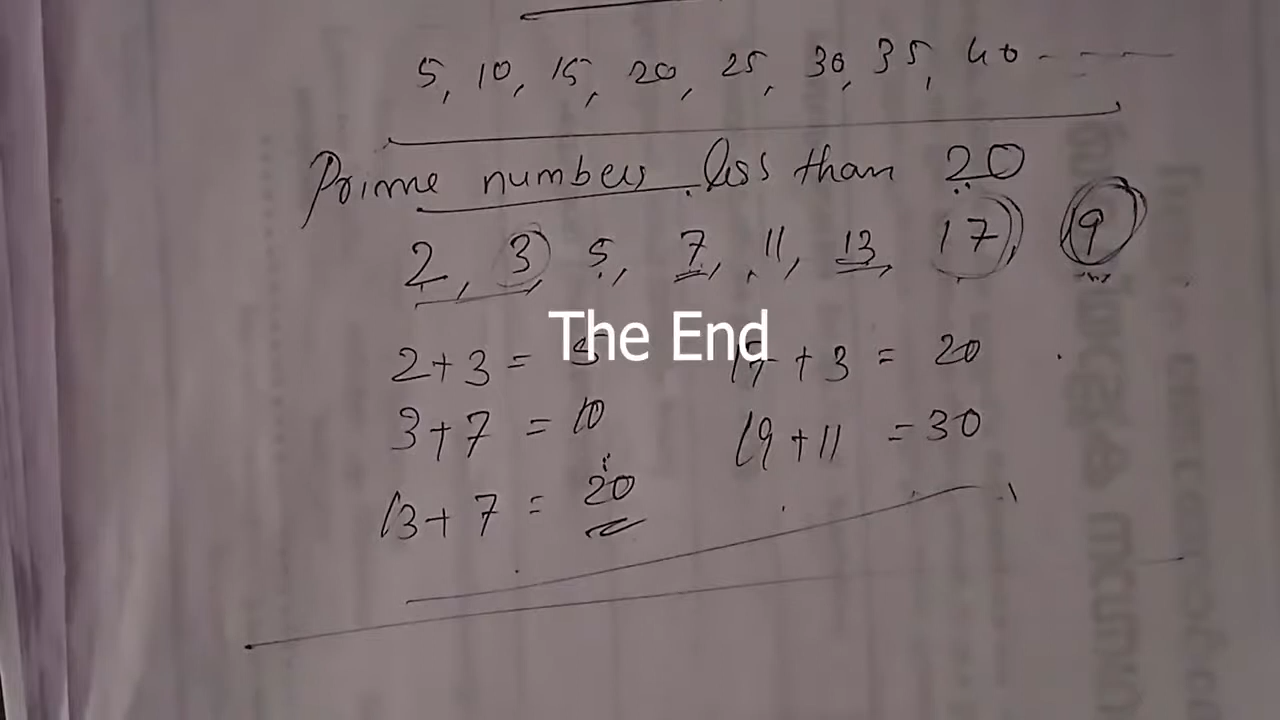 5, 10, 15, 20, 25, 30, 35, 40 - - - -
Prime numbers less than 20
2, 3, 5, 7, 11, 13, 17, 19
The End
2+3 = 5
17+3 = 20
3+7 = 10
19+11 = 30
13+7 = 20